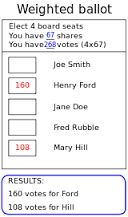 Weighted ballot
Elect 4 board seats
You have 67 shares
You have 268 votes (4x67)
Joe Smith
160 Henry Ford
Jane Doe
Fred Rubble
108 Mary Hill
RESULTS:
160 votes for Ford
108 votes for Hill